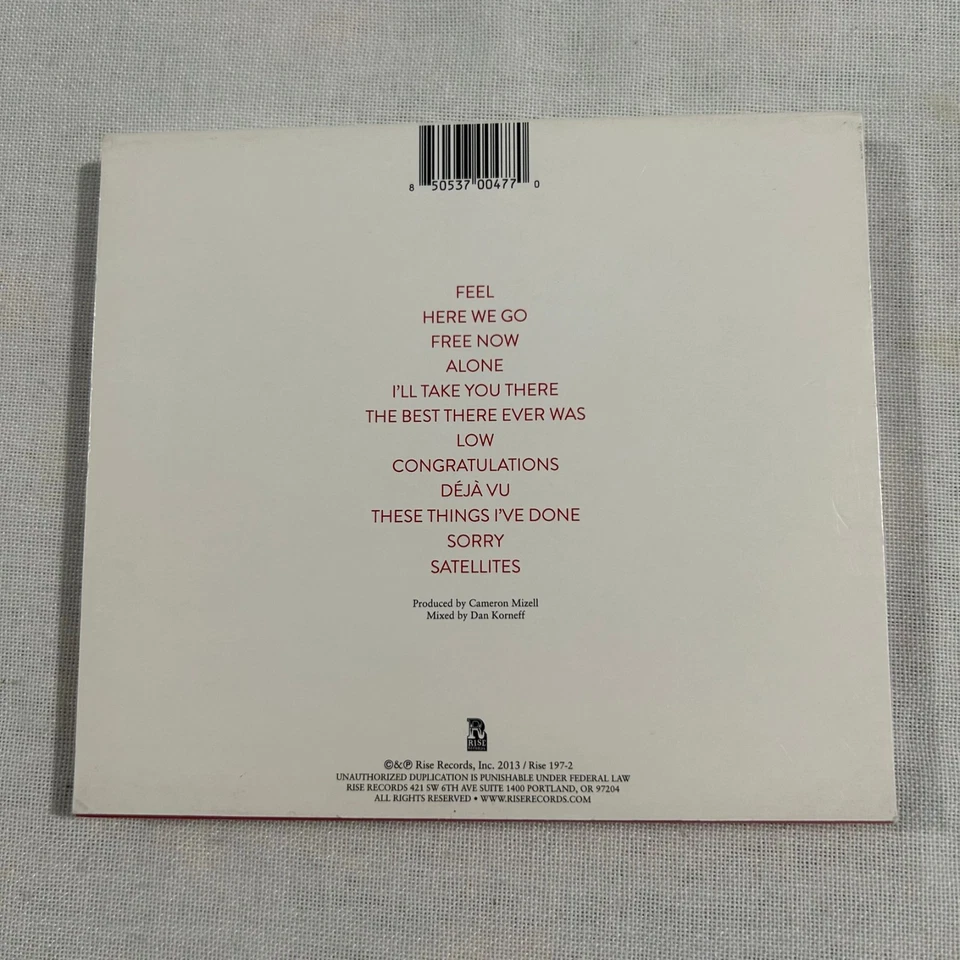 8 50537 00477 0
FEEL
HERE WE GO
FREE NOW
ALONE
I'LL TAKE YOU THERE
THE BEST THERE EVER WAS
LOW
CONGRATULATIONS
DÉJÀ VU
THESE THINGS I'VE DONE
SORRY
SATELLITES
Produced by Cameron Mizell
Mixed by Dan Korneff
R
RISE
©&℗ Rise Records, Inc. 2013 / Rise 197-2
UNAUTHORIZED DUPLICATION IS PUNISHABLE UNDER FEDERAL LAW
RISE RECORDS 421 SW 6TH AVE SUITE 1400 PORTLAND, OR 97204
ALL RIGHTS RESERVED • WWW.RISERECORDS.COM